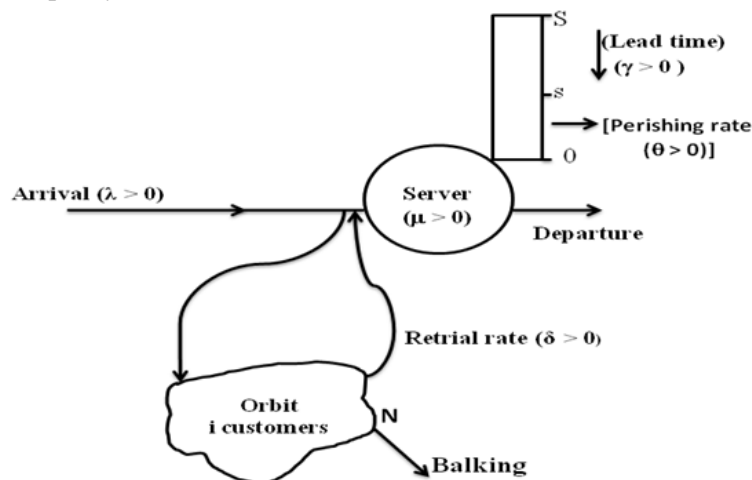 S
(Lead time)
(γ > 0 )
s
[Perishing rate
(θ > 0)]
0
Arrival (λ > 0)
Server
(μ > 0)
Departure
Retrial rate (δ > 0)
Orbit
i customers
N
Balking